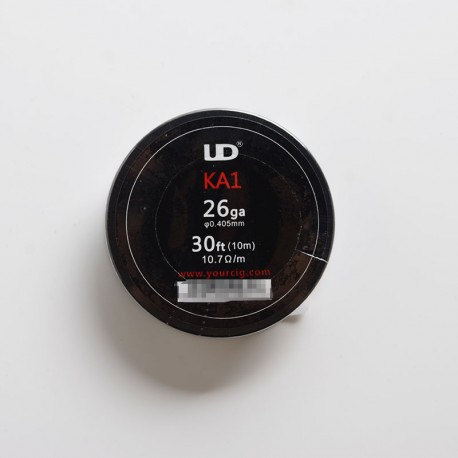 UD®
KA1
26ga
φ0.405mm
30ft (10m)
10.7Ω/m
www.yourcig.com